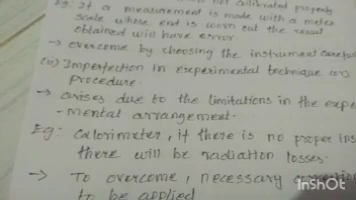 not calibrated properly
Eg: If a measurement is made with a meter
scale whose end is worn out the result
obtained will have error
→ overcome by choosing the instrument
(ii) Imperfection in experimental technique (or)
procedure.
→ arises due to the limitations in the expe
- mental arrangement.
Eg: Calorimeter, if there is no proper ins
there will be radiation losses.
→ To overcome, necessary
to be applied
InShOt